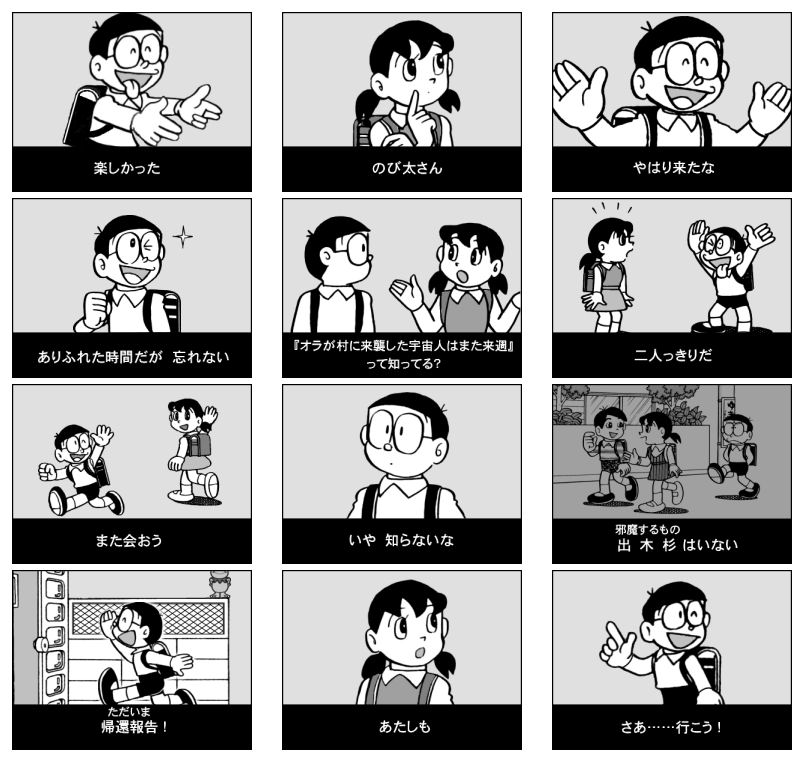 やはり来たな
二人っきりだ
邪魔するもの
出木杉はいない
さあ……行こう！
のび太さん
『オラが村に来襲した宇宙人はまた来週』
って知ってる?
いや 知らないな
あたしも
楽しかった
ありふれた時間だが 忘れない
また会おう
ただいま
帰還報告！